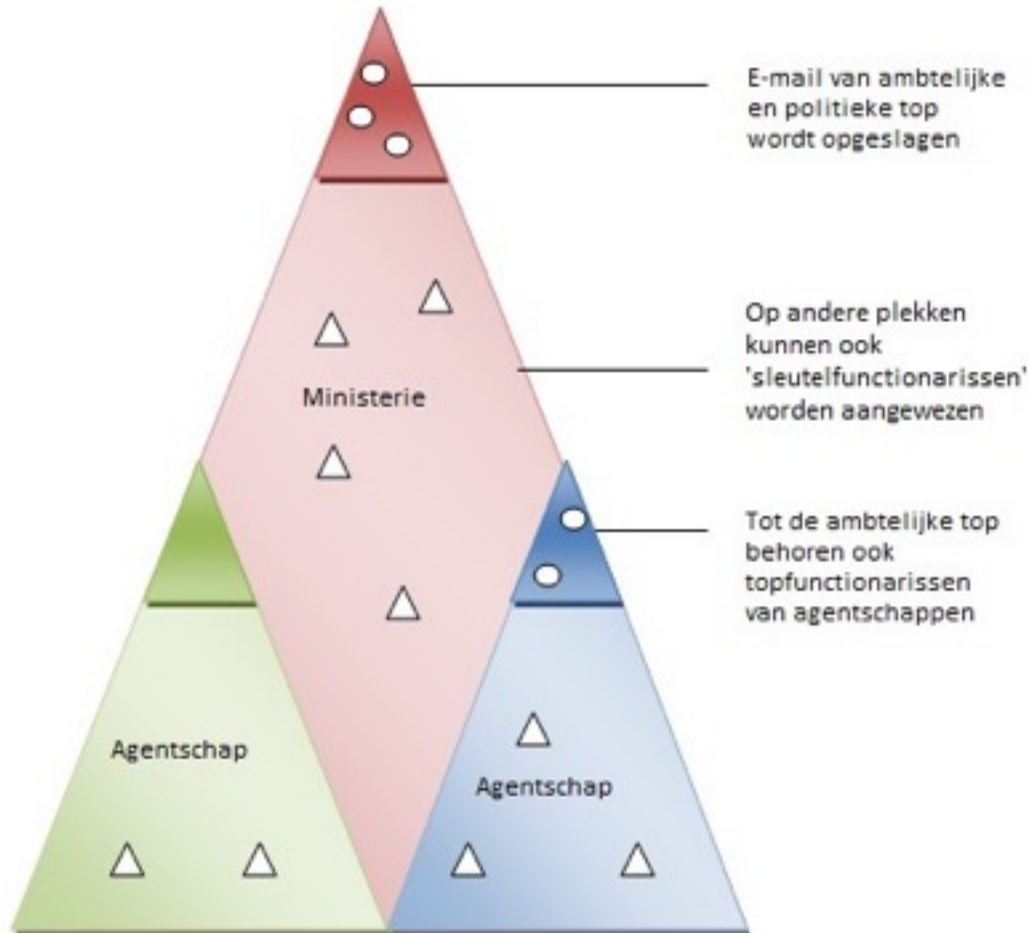 E-mail van ambtelijke
en politieke top
wordt opgeslagen
Op andere plekken
kunnen ook
'sleutelfunctionarissen'
worden aangewezen
Ministerie
Tot de ambtelijke top
behoren ook
topfunctionarissen
van agentschappen
Agentschap
Agentschap